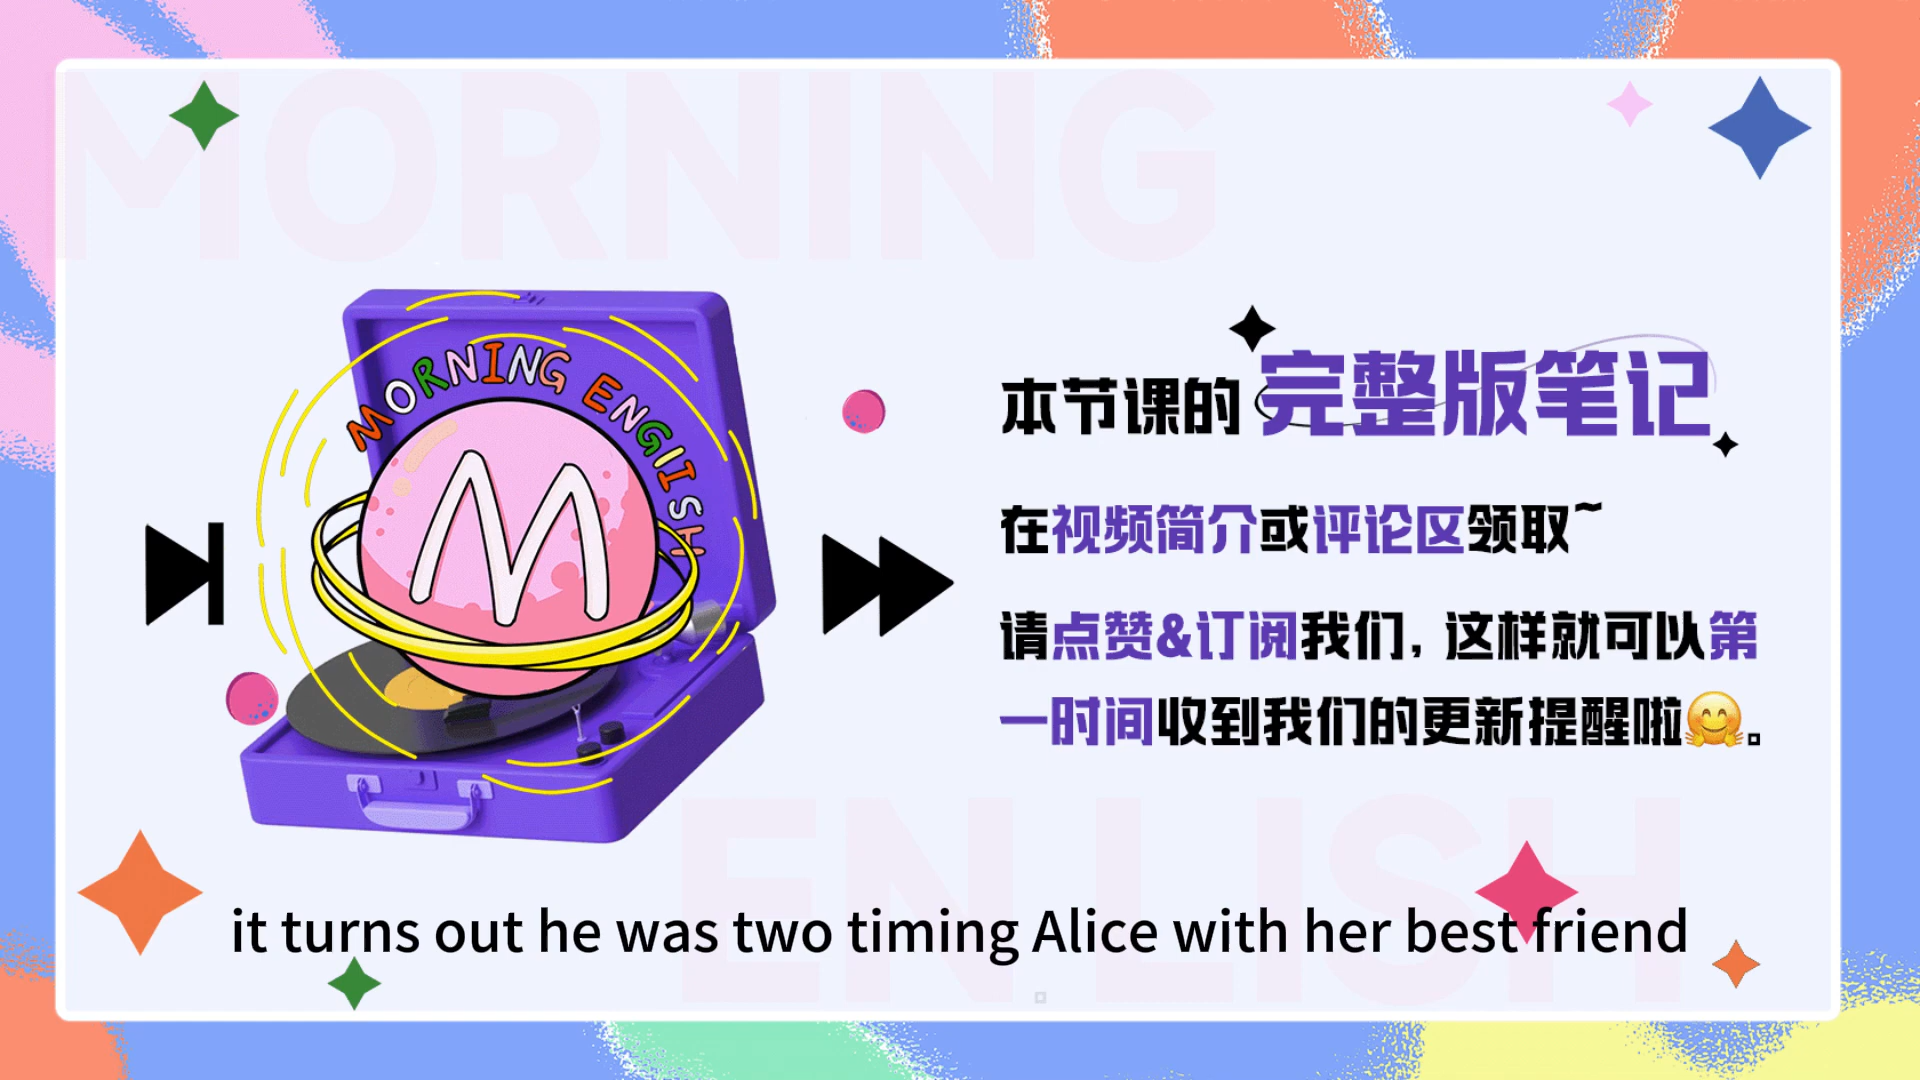 MORNING
MORNING ENGLISH
M
本节课的完整版笔记
在视频简介或评论区领取~
请点赞&订阅我们，这样就可以第
一时间收到我们的更新提醒啦🤗。
EN LISH
it turns out he was two timing Alice with her best friend